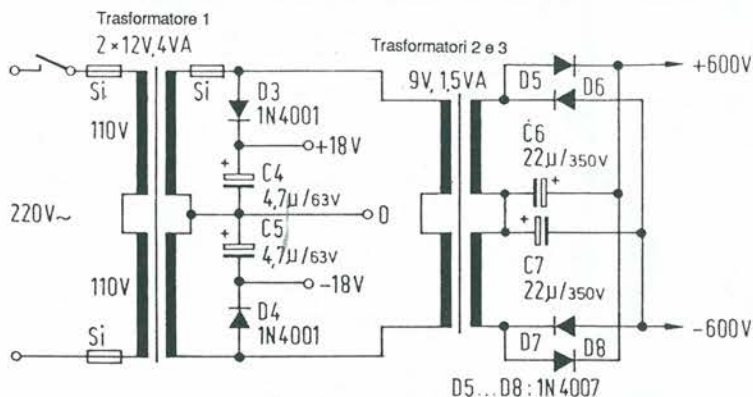 Trasformatore 1
2 × 12V, 4VA
Trasformatori 2 e 3
9V, 1,5VA
Si
Si
D3
1N4001
D5
D6
+600V
110V
+18V
+
C4
4,7µ/63V
C6
22µ/350V
+
220V~
0
+
C5
4,7µ/63V
+
C7
22µ/350V
110V
-18V
D4
1N4001
Si
D7
D8
-600V
D5...D8: 1N4007